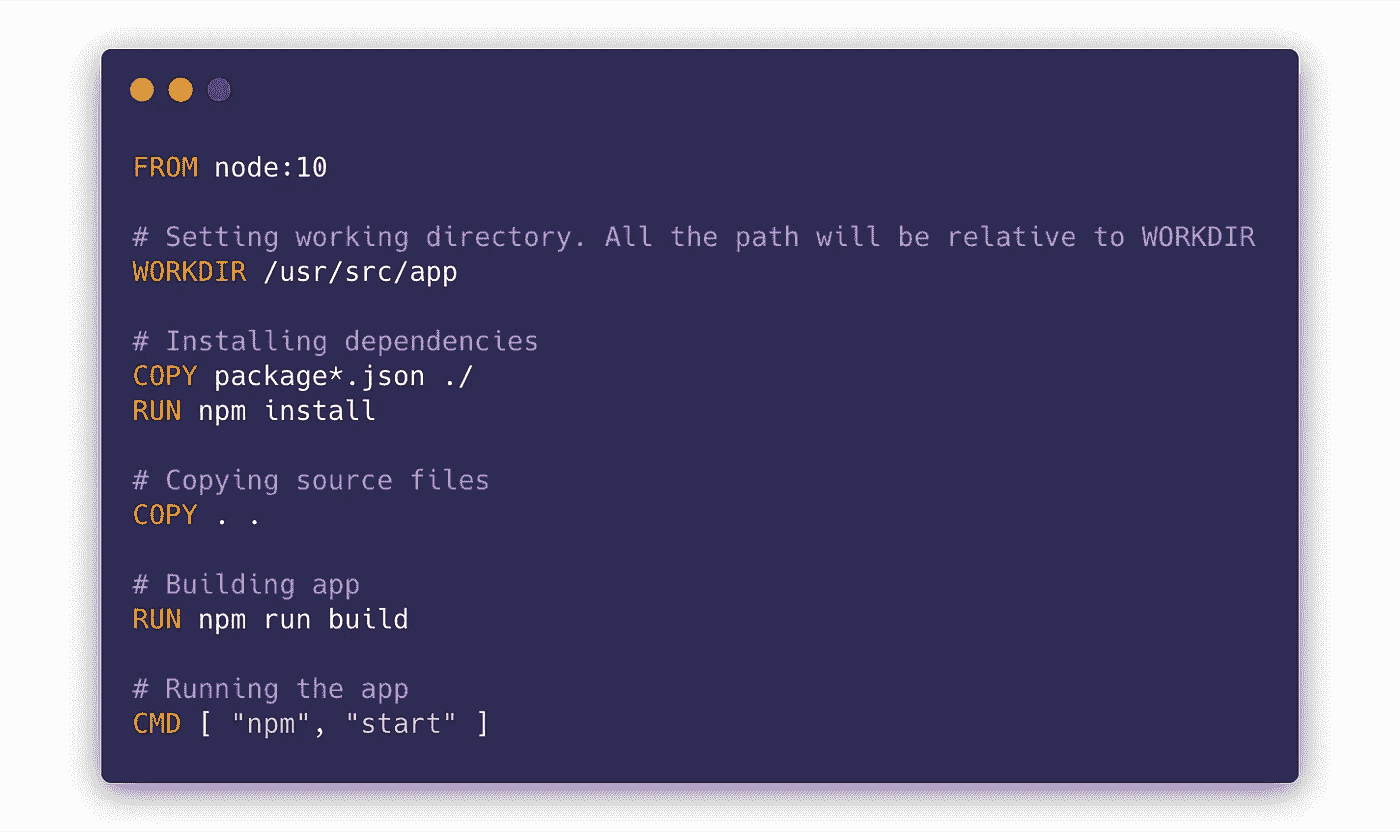 FROM node:10
# Setting working directory. All the path will be relative to WORKDIR
WORKDIR /usr/src/app
# Installing dependencies
COPY package*.json ./
RUN npm install
# Copying source files
COPY . .
# Building app
RUN npm run build
# Running the app
CMD [ "npm", "start" ]